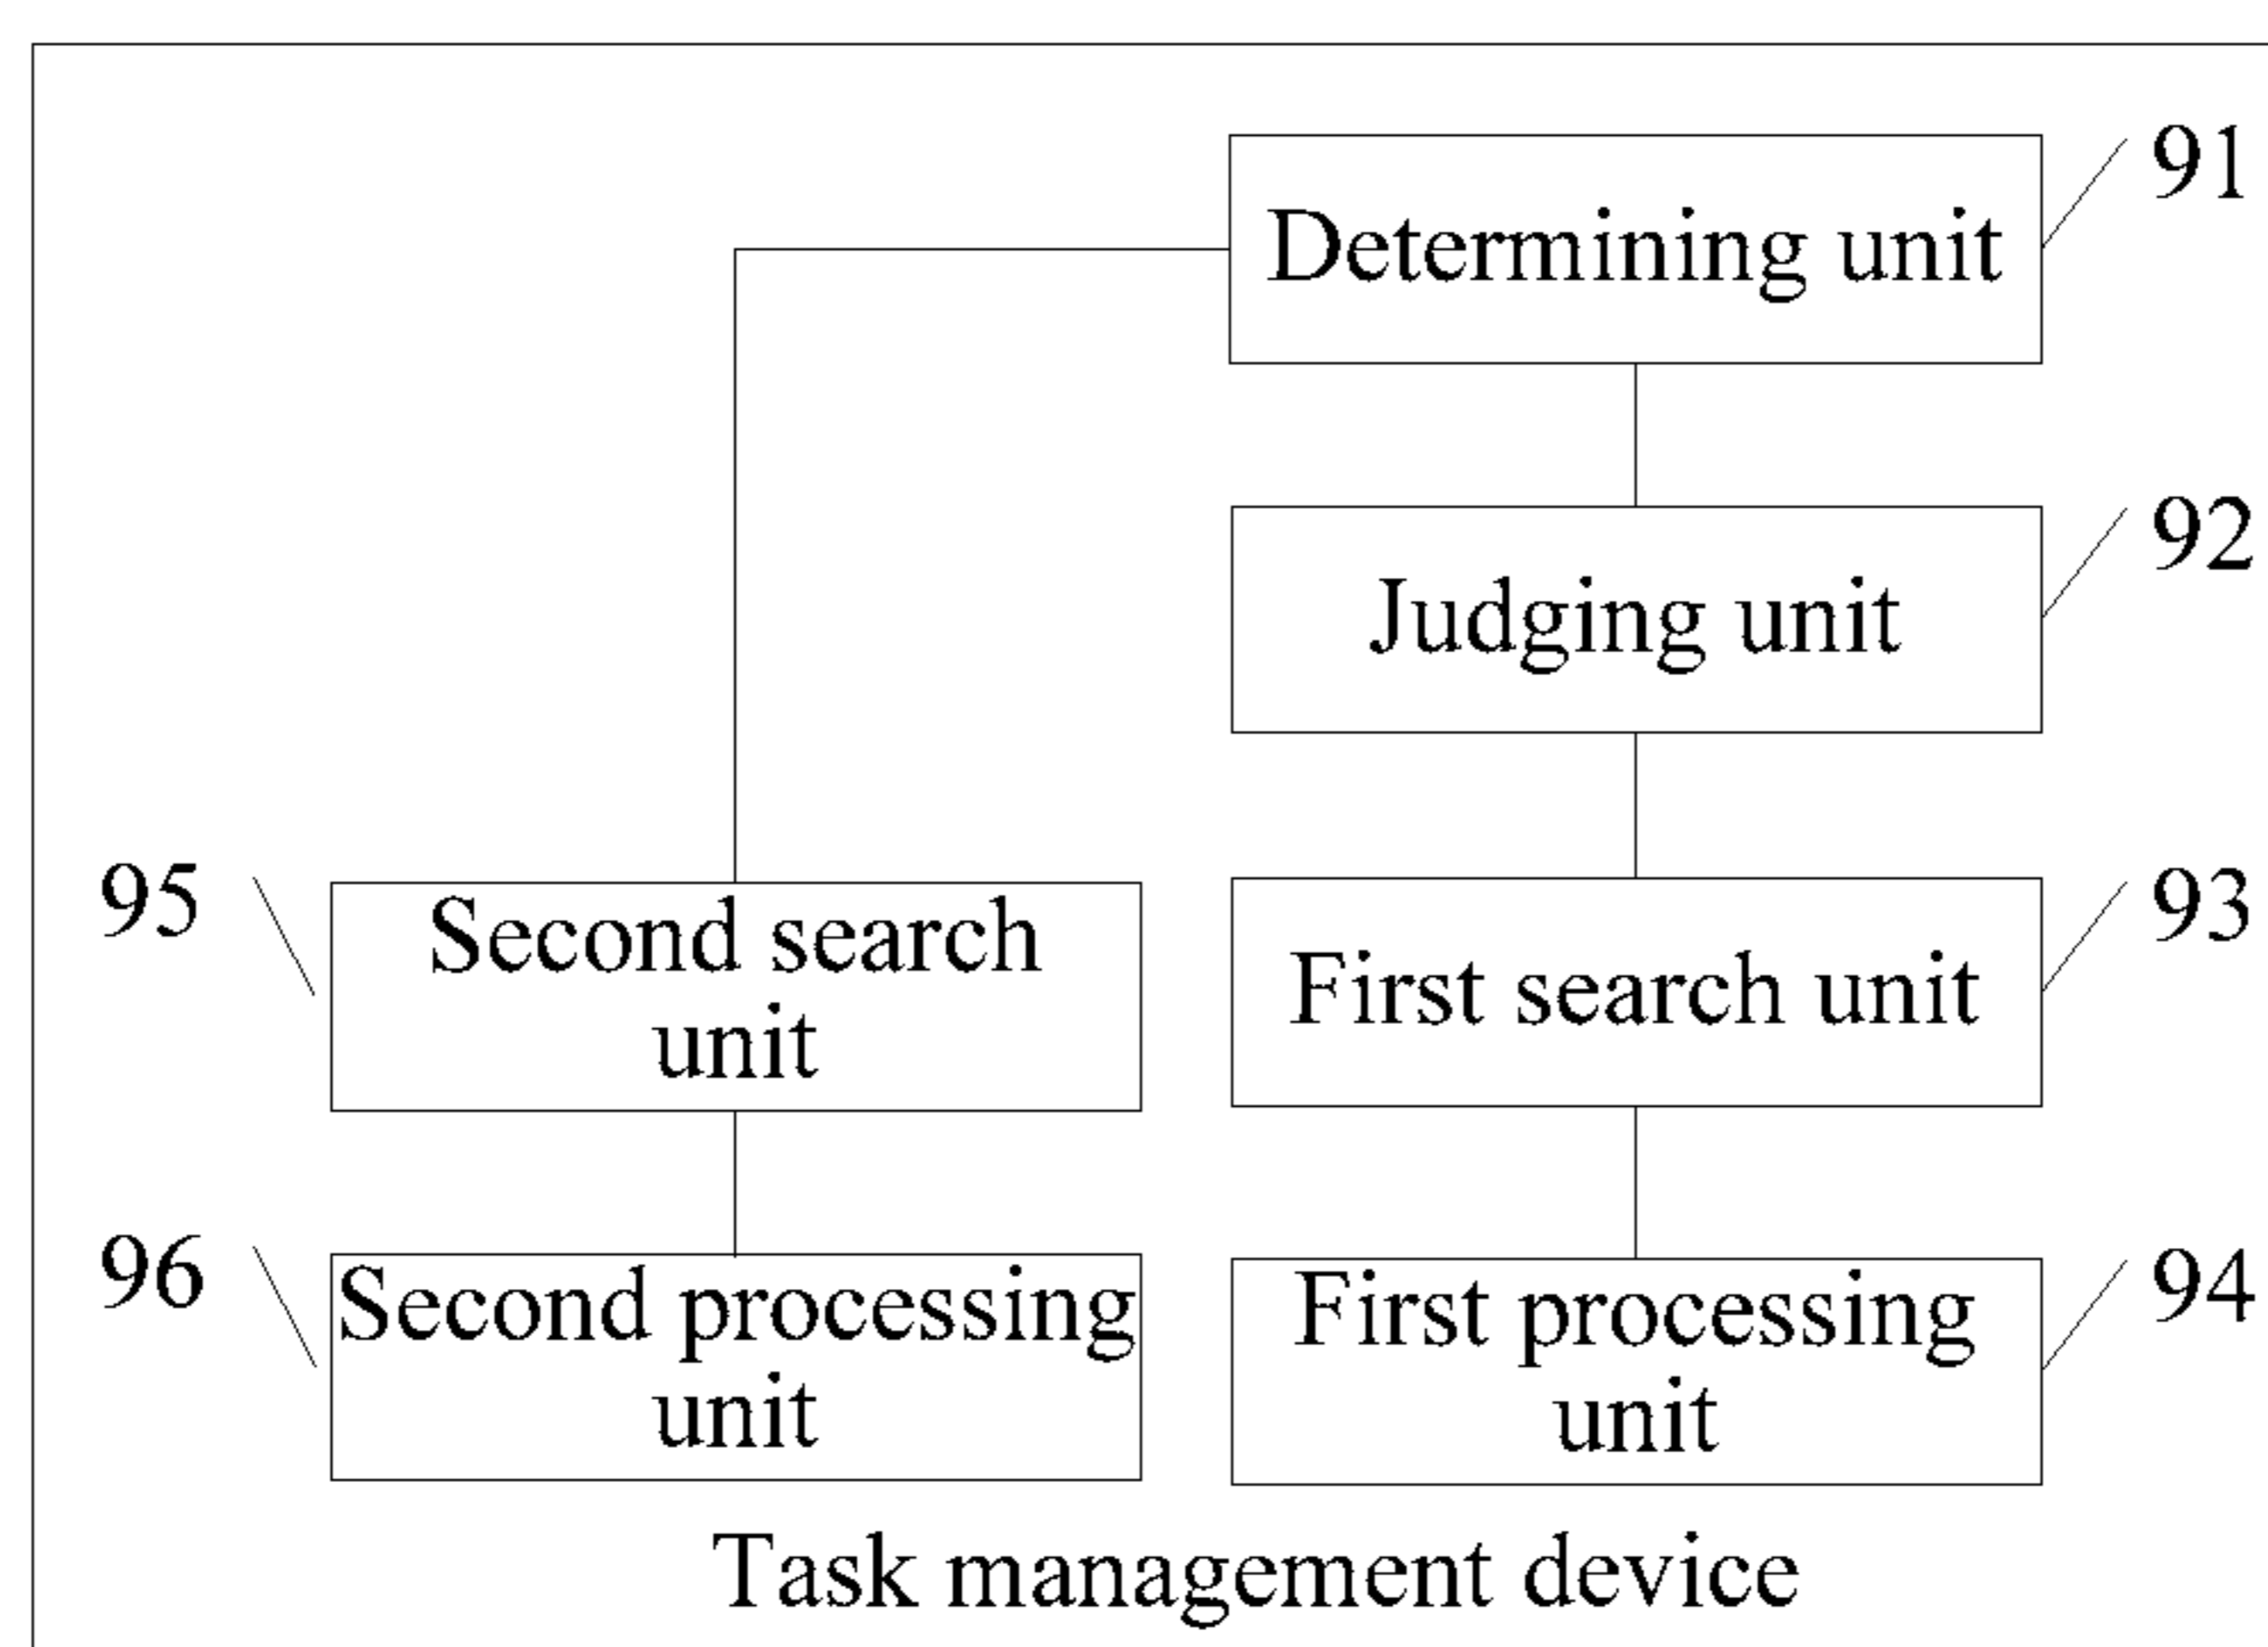 91
Determining unit
92
Judging unit
95
Second search
unit
93
First search unit
96
Second processing
unit
94
First processing
unit
Task management device